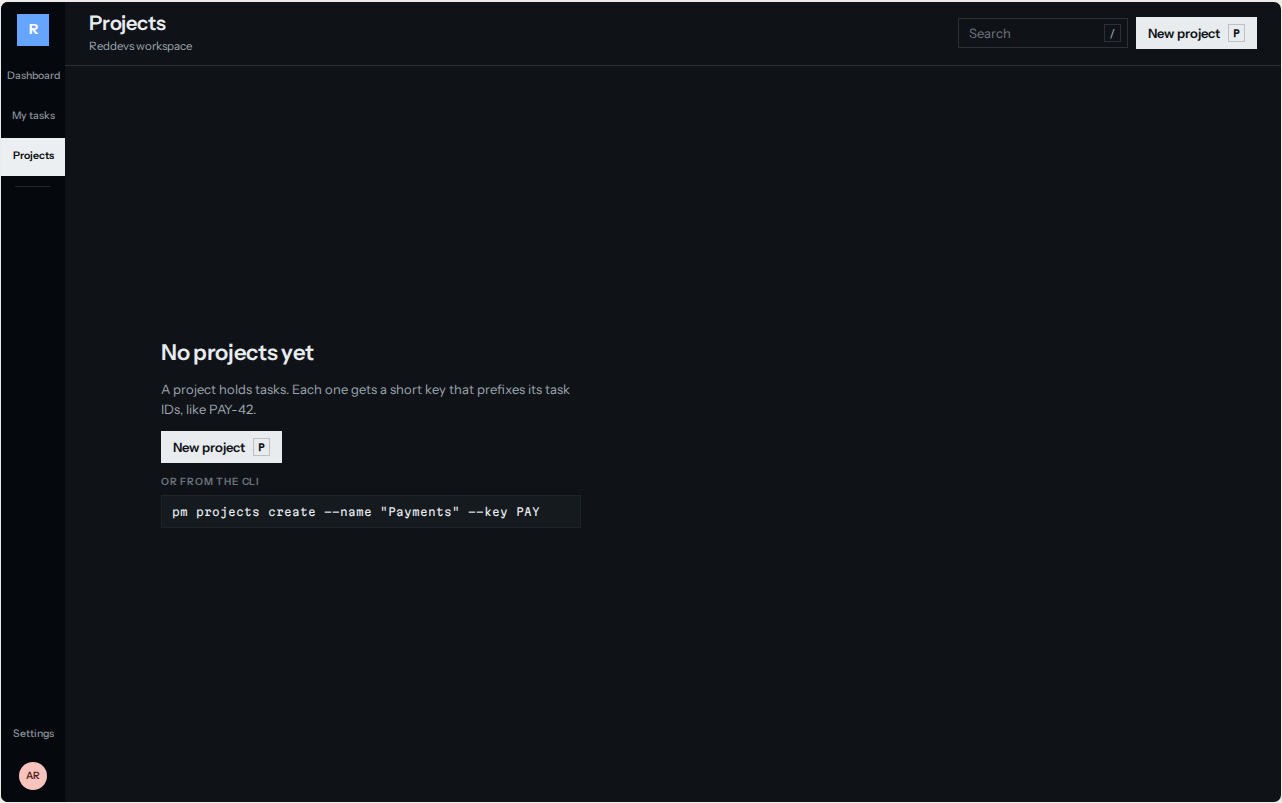 R
Dashboard
My tasks
Projects
Settings
AR
Projects
Reddevs workspace
Search /
New project P
No projects yet
A project holds tasks. Each one gets a short key that prefixes its task
IDs, like PAY-42.
New project P
OR FROM THE CLI
pm projects create --name "Payments" --key PAY